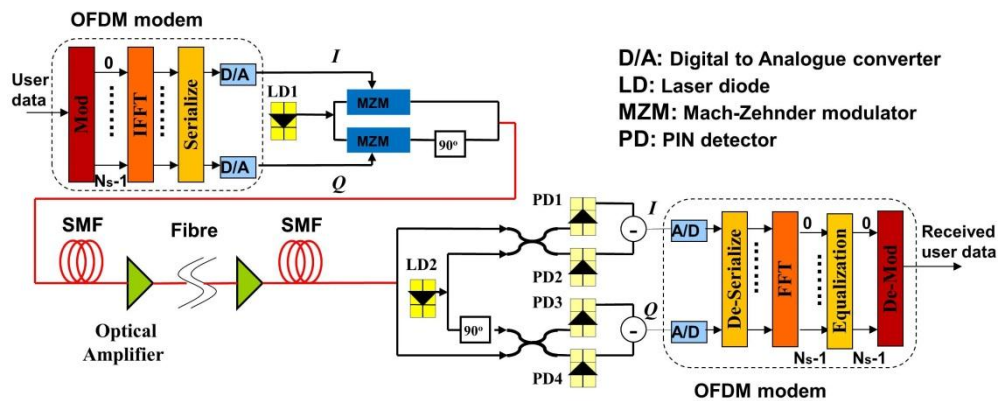 OFDM modem
User
data
Mod
0
Ns-1
IFFT
Serialize
D/A
D/A
I
Q
LD1
MZM
MZM
90º
D/A: Digital to Analogue converter
LD: Laser diode
MZM: Mach-Zehnder modulator
PD: PIN detector
SMF
Fibre
SMF
Optical
Amplifier
LD2
90º
PD1
PD2
PD3
PD4
-
-
I
Q
A/D
A/D
De-Serialize
FFT
0
Ns-1
Equalization
0
Ns-1
De-Mod
Received
user data
OFDM modem